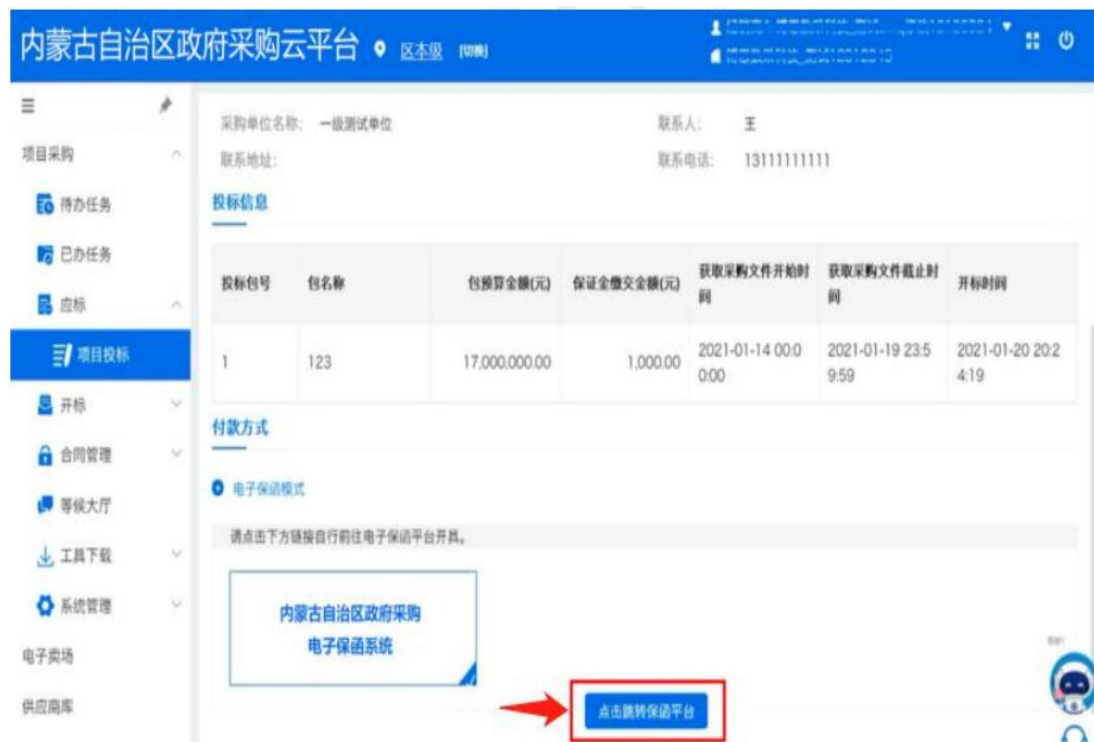 内蒙古自治区政府采购云平台 区本级 [切换]
项目采购
待办任务
已办任务
应标
项目投标
开标
合同管理
等候大厅
工具下载
系统管理
电子卖场
供应商库
采购单位名称: 一级测试单位 联系人: 王
联系地址: 联系电话: 13111111111
投标信息
投标包号 包名称 包预算金额(元) 保证金缴交金额(元) 获取采购文件开始时间 获取采购文件截止时间 开标时间
1 123 17,000,000.00 1,000.00 2021-01-14 00:00:00 2021-01-19 23:59:59 2021-01-20 20:24:19
付款方式
电子保函模式
请点击下方链接自行前往电子保函平台开具。
内蒙古自治区政府采购
电子保函系统
点击跳转保函平台